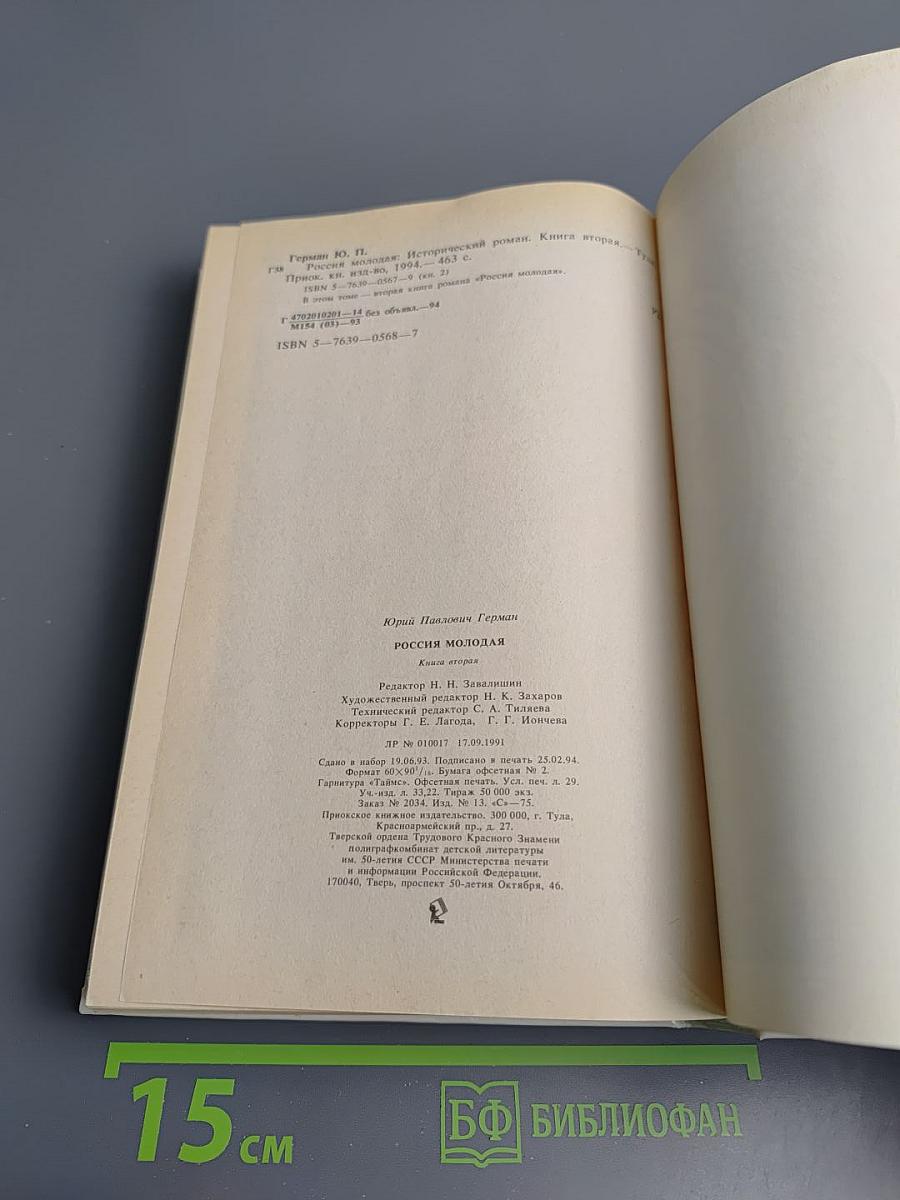 Герман Ю. П.
Г38 Россия молодая: Исторический роман. Книга вторая.— Тула
Приок. кн. изд-во, 1994.— 463 с.
ISBN 5—7639—0567—9 (кн. 2)
В этом томе — вторая книга романа «Россия молодая».
Г 4702010201—14 без объявл.—94
М154 (03)—93
ISBN 5—7639—0568—7
Юрий Павлович Герман
РОССИЯ МОЛОДАЯ
Книга вторая
Редактор Н. Н. Завалишин
Художественный редактор Н. К. Захаров
Технический редактор С. А. Тиляева
Корректоры Г. Е. Лагода, Г. Г. Иончева
ЛР № 010017 17.09.1991
Сдано в набор 19.06.93. Подписано в печать 25.02.94.
Формат 60×90¹/₁₆. Бумага офсетная № 2.
Гарнитура «Таймс». Офсетная печать. Усл. печ. л. 29.
Уч.-изд. л. 33,22. Тираж 50 000 экз.
Заказ № 2034. Изд. № 13. «С»—75.
Приокское книжное издательство. 300 000, г. Тула,
Красноармейский пр., д. 27.
Тверской ордена Трудового Красного Знамени
полиграфкомбинат детской литературы
им. 50-летия СССР Министерства печати
и информации Российской Федерации.
170040, Тверь, проспект 50-летия Октября, 46.
15 см
БФ БИБЛИОФАН